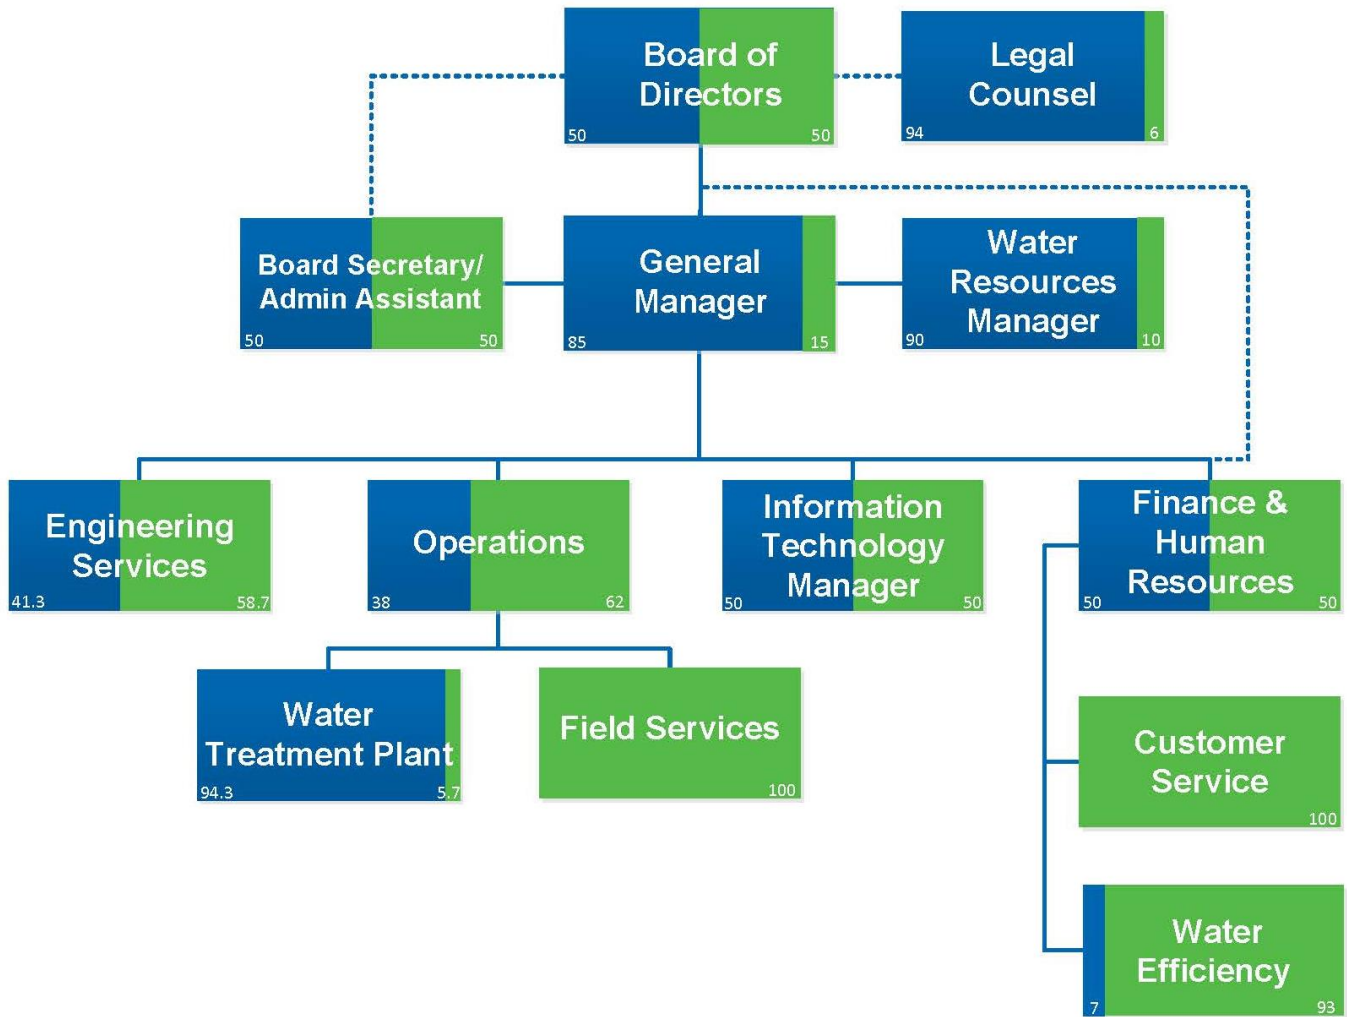 Board of
Directors
50
50
Legal
Counsel
94
6
Board Secretary/
Admin Assistant
50
50
General
Manager
85
15
Water
Resources
Manager
90
10
Engineering
Services
41.3
58.7
Operations
38
62
Information
Technology
Manager
50
50
Finance &
Human
Resources
50
50
Water
Treatment Plant
94.3
5.7
Field Services
100
Customer
Service
100
Water
Efficiency
7
93